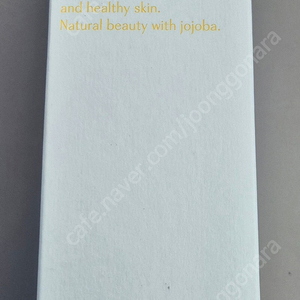 and healthy skin.
Natural beauty with jojoba.
cafe.naver.com/joonggonara